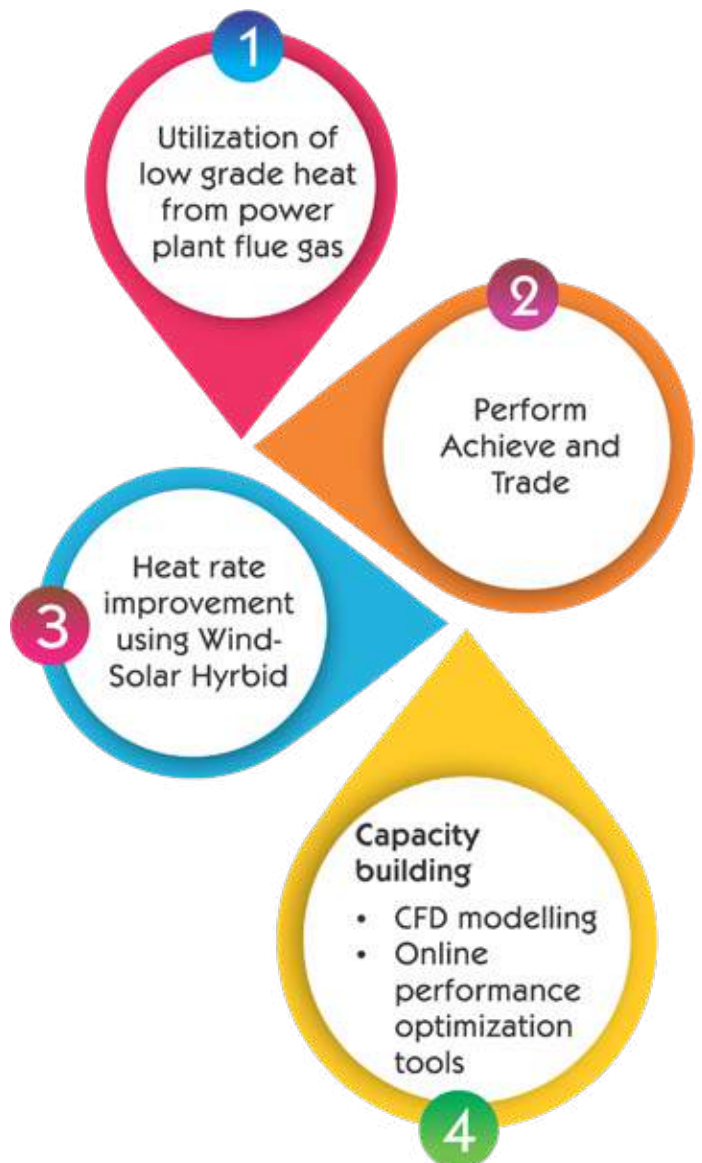 1
Utilization of
low grade heat
from power
plant flue gas
2
Perform
Achieve and
Trade
3
Heat rate
improvement
using Wind-
Solar Hyrbid
Capacity
building
• CFD modelling
• Online
performance
optimization
tools
4